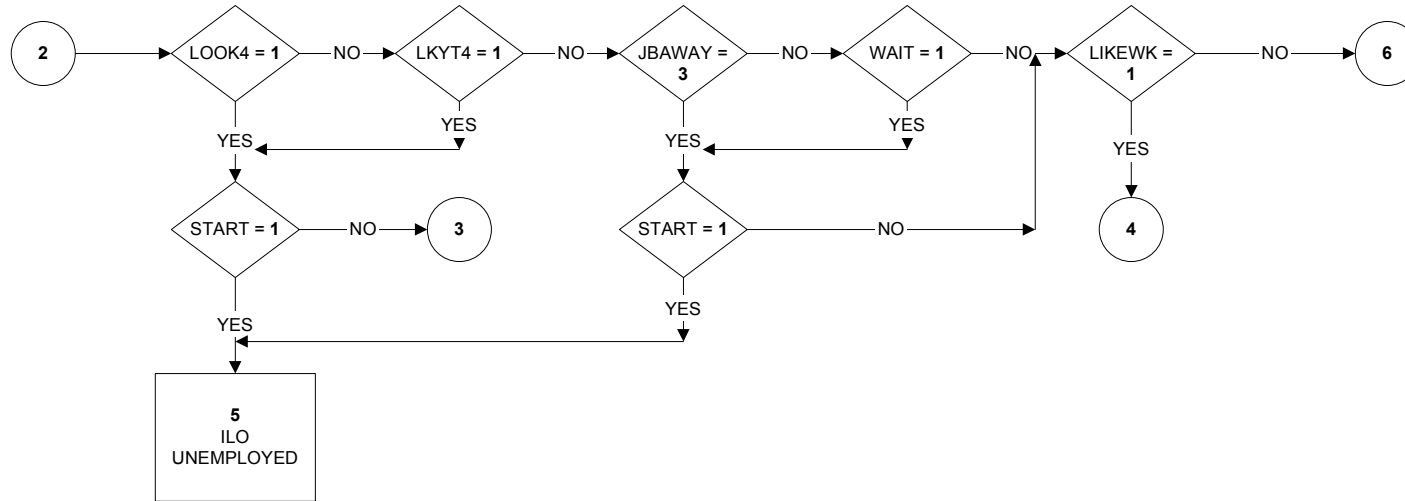 2
LOOK4 = 1
NO
LKYT4 = 1
NO
JBAWAY =
3
NO
WAIT = 1
NO
LIKEWK =
1
NO
6
YES
YES
YES
YES
YES
START = 1
NO
3
START = 1
NO
4
YES
YES
5
ILO
UNEMPLOYED